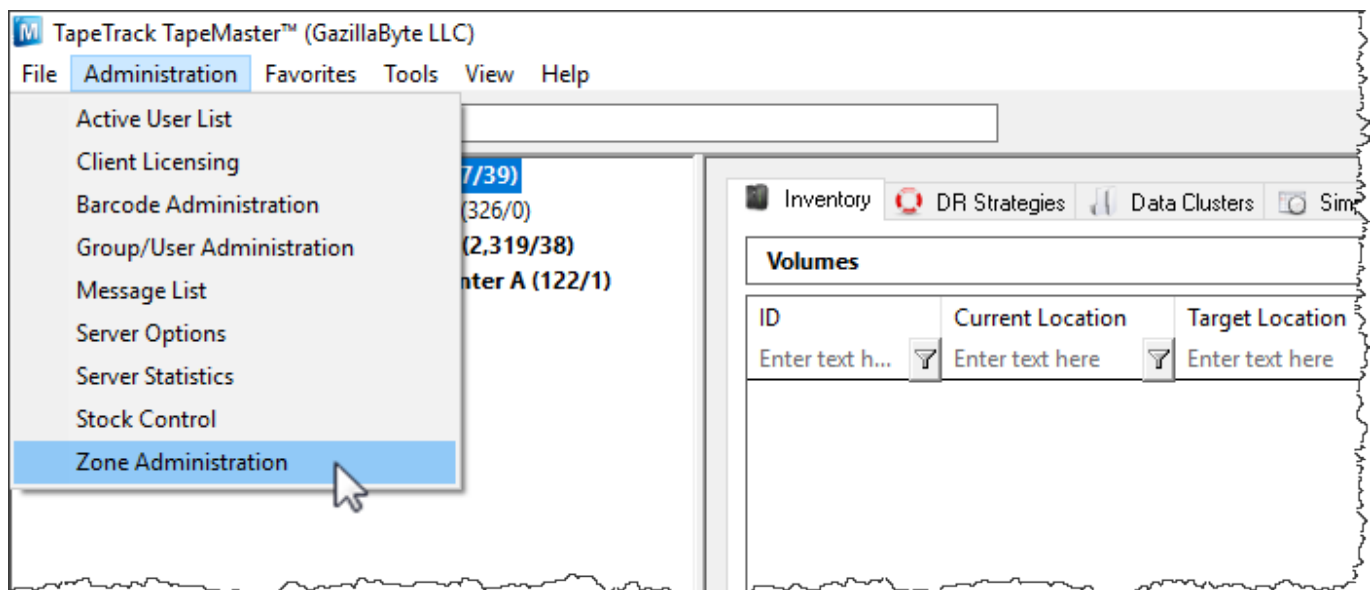 TapeTrack TapeMaster™ (GazillaByte LLC)
File Administration Favorites Tools View Help
Active User List
Client Licensing
Barcode Administration
Group/User Administration
Message List
Server Options
Server Statistics
Stock Control
Zone Administration
7/39)
(326/0)
(2,319/38)
nter A (122/1)
Inventory DR Strategies Data Clusters Sim
Volumes
ID Current Location Target Location
Enter text h... Enter text here Enter text here